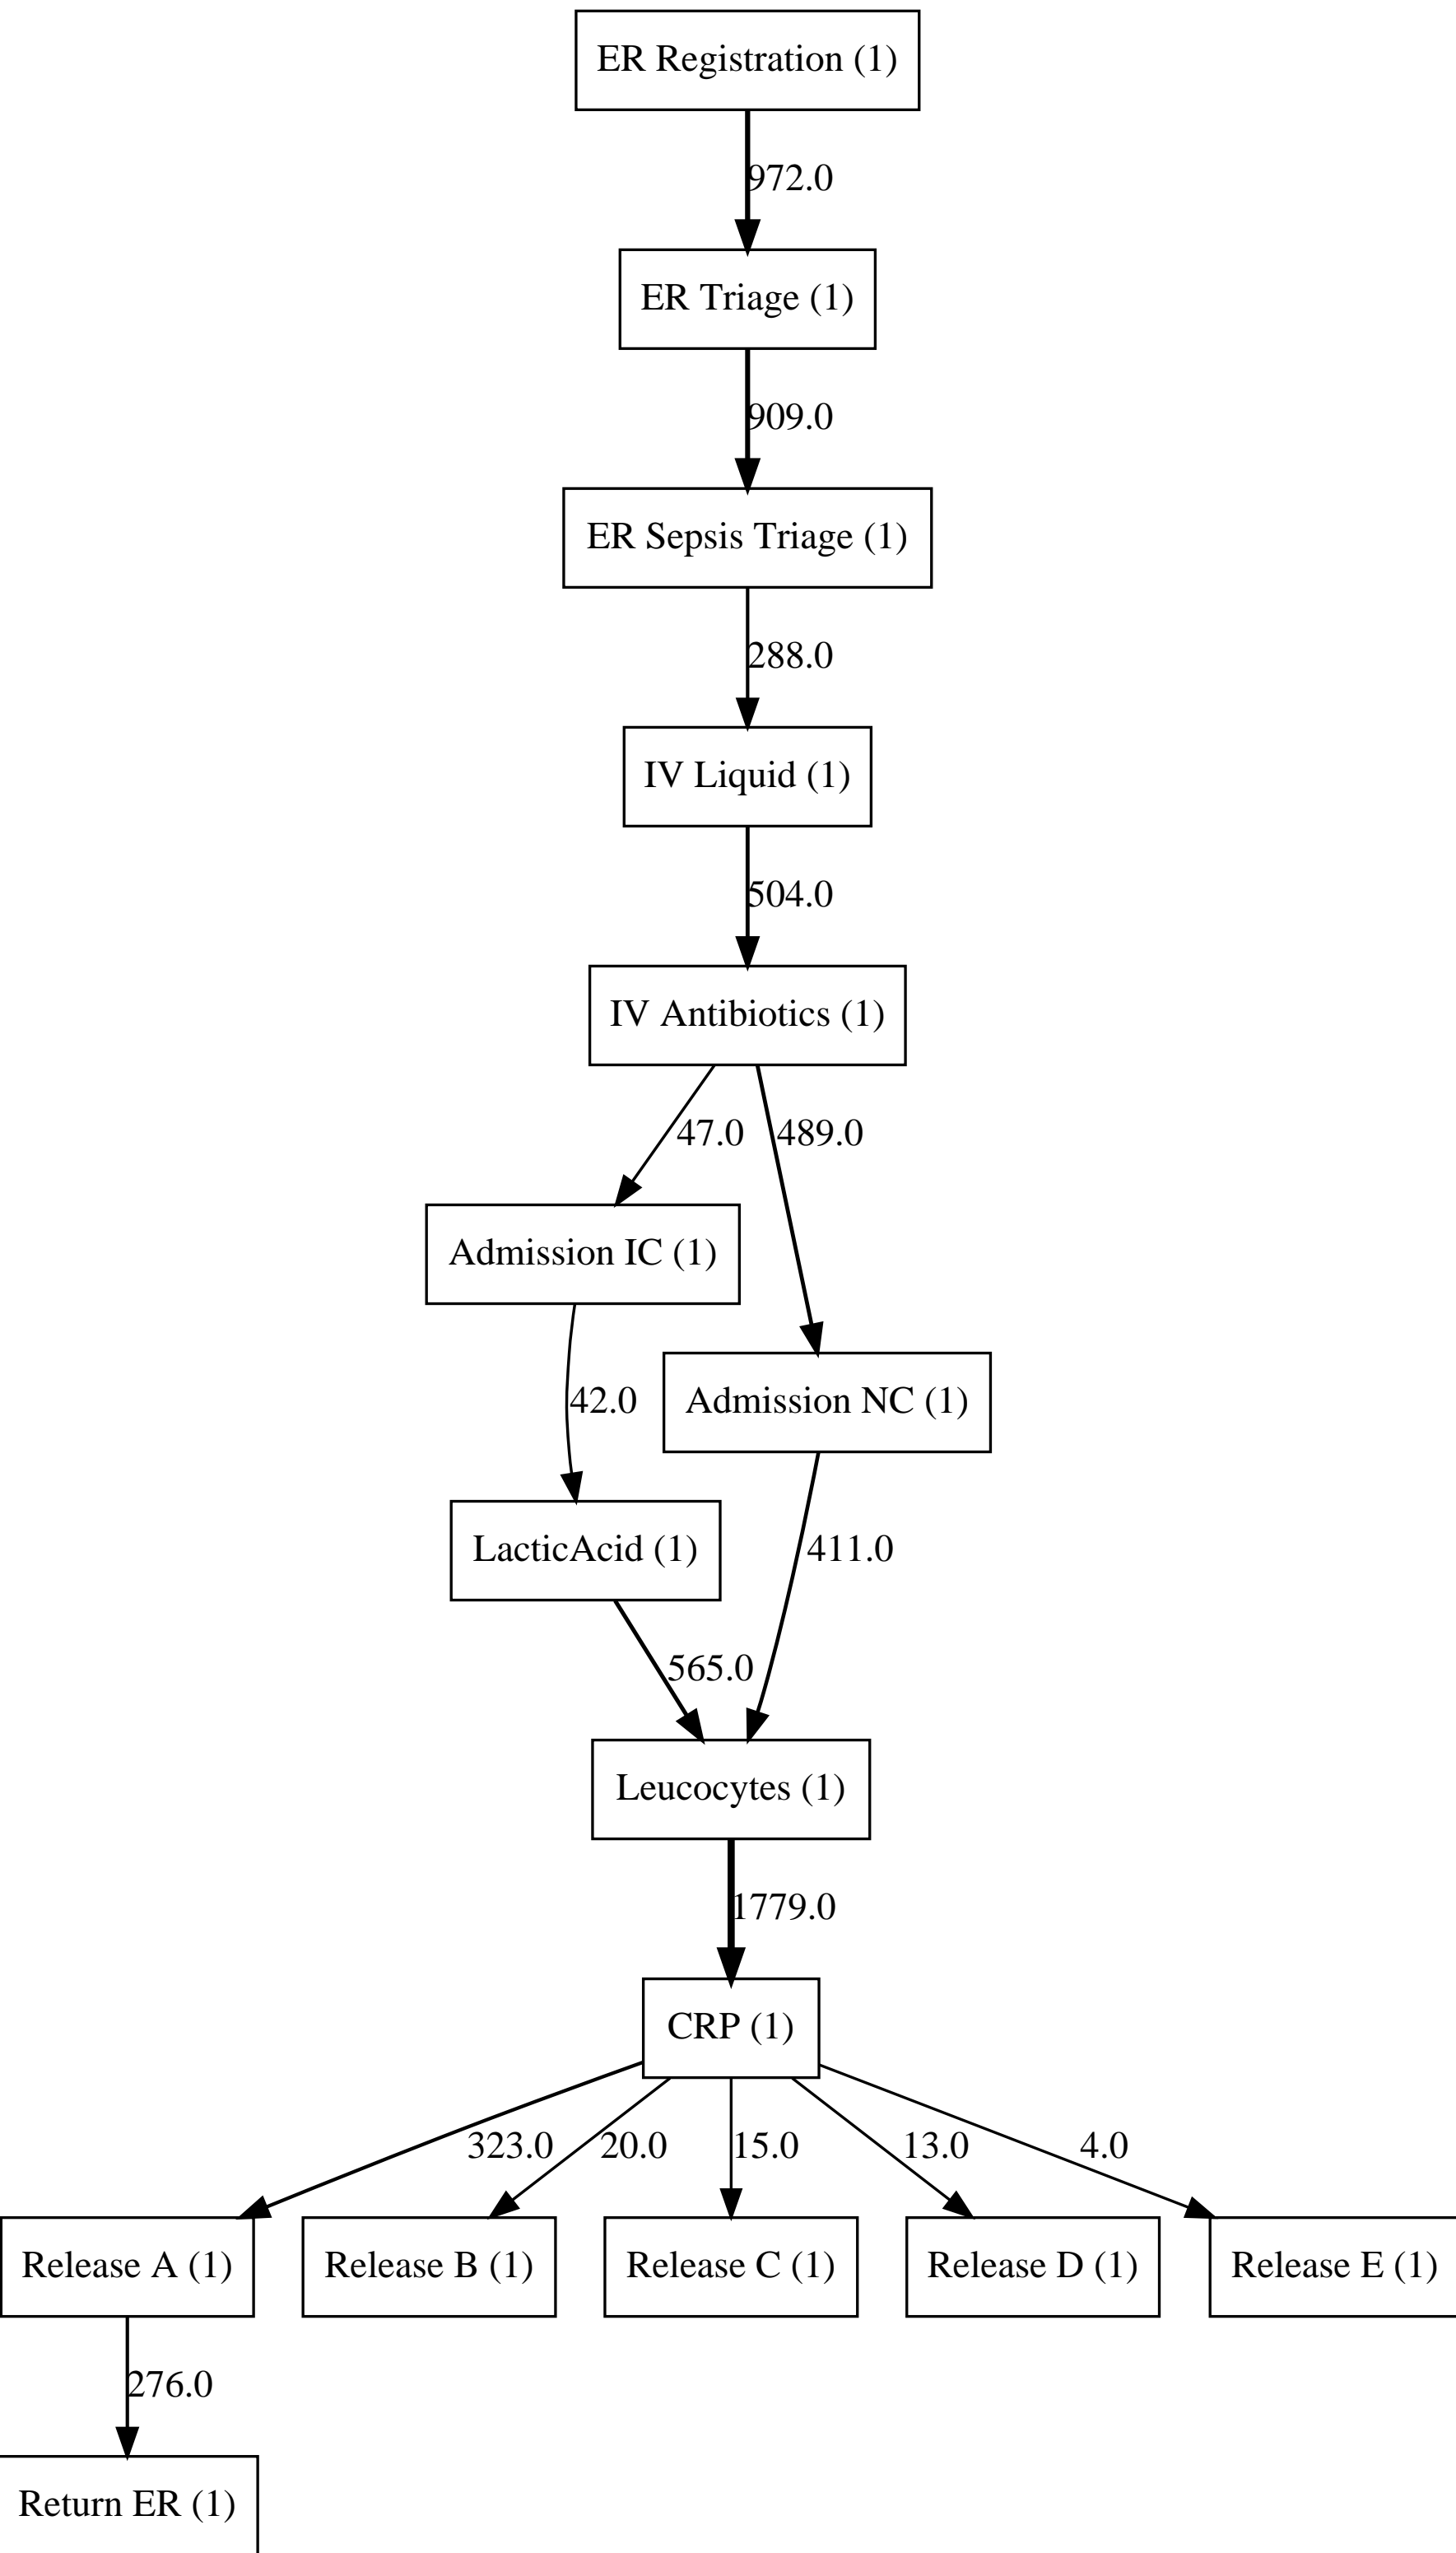 ER Registration (1)
972.0
ER Triage (1)
909.0
ER Sepsis Triage (1)
288.0
IV Liquid (1)
504.0
IV Antibiotics (1)
47.0
489.0
Admission IC (1)
42.0
Admission NC (1)
LacticAcid (1)
411.0
565.0
Leucocytes (1)
1779.0
CRP (1)
323.0
20.0
15.0
13.0
4.0
Release A (1)
Release B (1)
Release C (1)
Release D (1)
Release E (1)
276.0
Return ER (1)